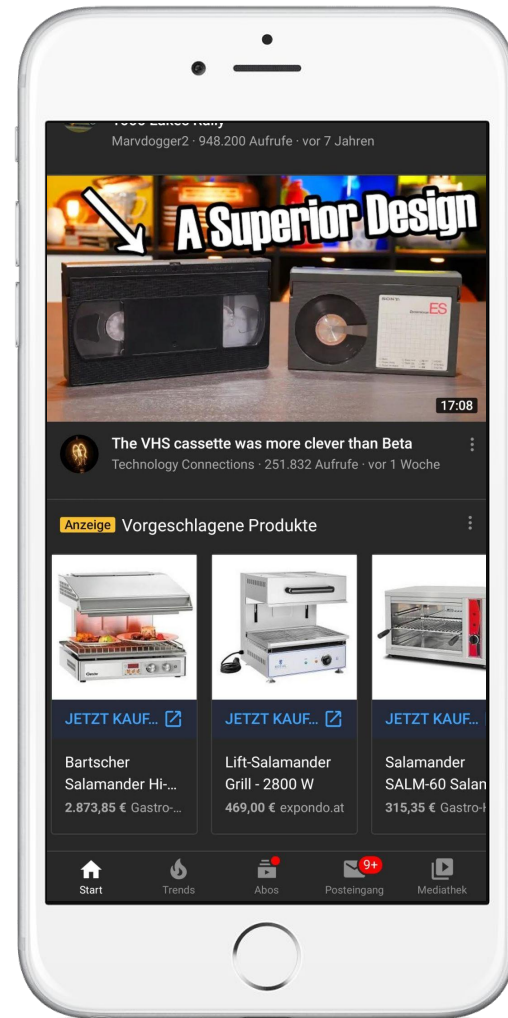 Marvdogger2 · 948.200 Aufrufe · vor 7 Jahren
A Superior Design
SONY
ES
17:08
The VHS cassette was more clever than Beta
Technology Connections · 251.832 Aufrufe · vor 1 Woche
Anzeige Vorgeschlagene Produkte
JETZT KAUF...
JETZT KAUF...
JETZT KAUF...
Bartscher
Salamander Hi-...
2.873,85 € Gastro-...
Lift-Salamander
Grill - 2800 W
469,00 € expondo.at
Salamander
SALM-60 Salan
315,35 € Gastro-H
9+
Start
Trends
Abos
Posteingang
Mediathek